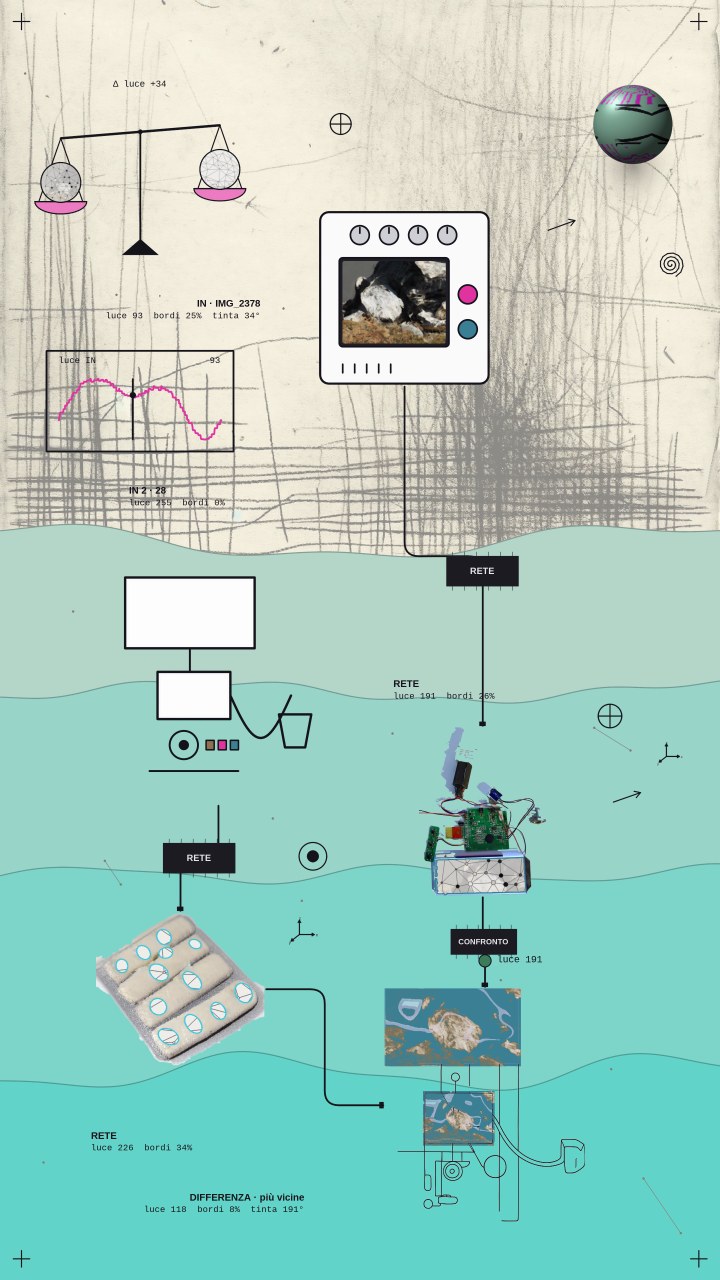 Δ luce +34
IN · IMG_2378
luce 93 bordi 25% tinta 34°
luce IN 93
IN 2 · 28
luce 255 bordi 0%
RETE
RETE
luce 191 bordi 26%
RETE
CONFRONTO
luce 191
RETE
luce 226 bordi 34%
DIFFERENZA · più vicine
luce 118 bordi 8% tinta 191°